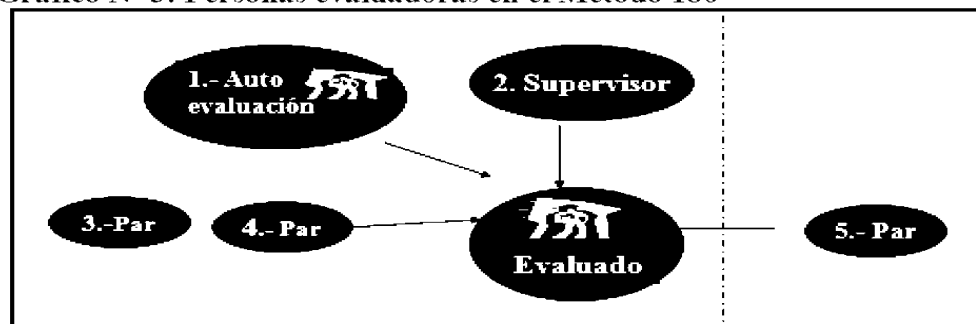 Gráfico N° 3: Personas evaluadoras en el Método 180°
1.- Auto
evaluación
2. Supervisor
3.-Par
4.- Par
5.- Par
Evaluado